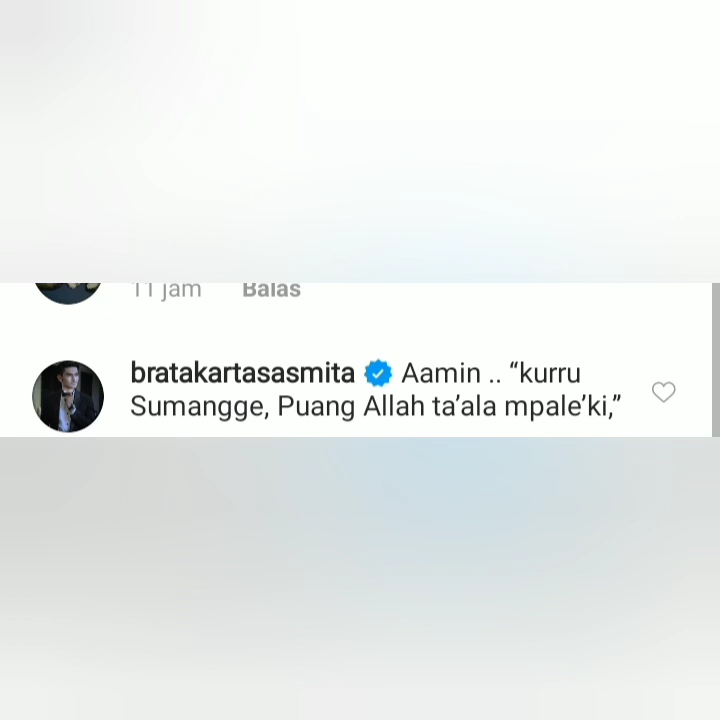 11 jam Balas
bratakartasasmita Aamin .. “kurru
Sumangge, Puang Allah ta’ala mpale’ki,”